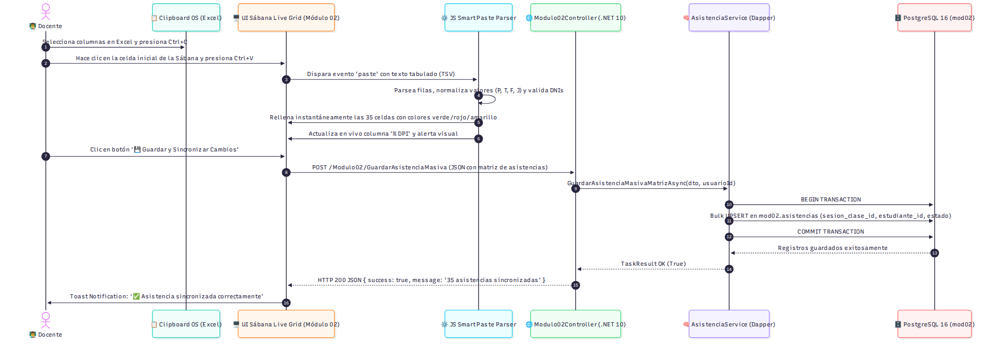 👨‍🏫 Docente
📋 Clipboard OS (Excel)
🖥️ UI Sábana Live Grid (Módulo 02)
⚙️ JS SmartPaste Parser
🌐 Modulo02Controller (.NET 10)
🧠 AsistenciaService (Dapper)
🗄️ PostgreSQL 16 (mod02)
Selecciona columnas en Excel y presiona Ctrl+C
1
Hace clic en la celda inicial de la Sábana y presiona Ctrl+V
2
Dispara evento 'paste' con texto tabulado (TSV)
3
Parsea filas, normaliza valores (P, T, F, J) y valida DNIs
4
Rellena instantáneamente las 35 celdas con colores verde/rojo/amarillo
5
Actualiza en vivo columna '% DPI' y alerta visual
6
Clic en botón '💾 Guardar y Sincronizar Cambios'
7
POST /Modulo02/GuardarAsistenciaMasiva (JSON con matriz de asistencias)
8
GuardarAsistenciaMasivaMatrizAsync(dto, usuarioId)
9
BEGIN TRANSACTION
10
Bulk UPSERT en mod02.asistencias (sesion_clase_id, estudiante_id, estado)
11
COMMIT TRANSACTION
12
Registros guardados exitosamente
13
TaskResult OK (True)
14
HTTP 200 JSON { success: true, message: '35 asistencias sincronizadas' }
15
Toast Notification: '✅ Asistencia sincronizada correctamente'
16
👨‍🏫 Docente
📋 Clipboard OS (Excel)
🖥️ UI Sábana Live Grid (Módulo 02)
⚙️ JS SmartPaste Parser
🌐 Modulo02Controller (.NET 10)
🧠 AsistenciaService (Dapper)
🗄️ PostgreSQL 16 (mod02)